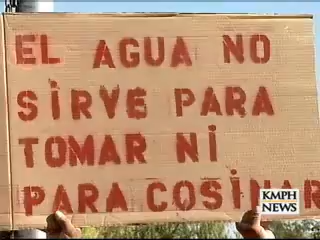 EL AGUA NO
SIRVE PARA
TOMAR NI
PARA COSINAR
KMPH
NEWS